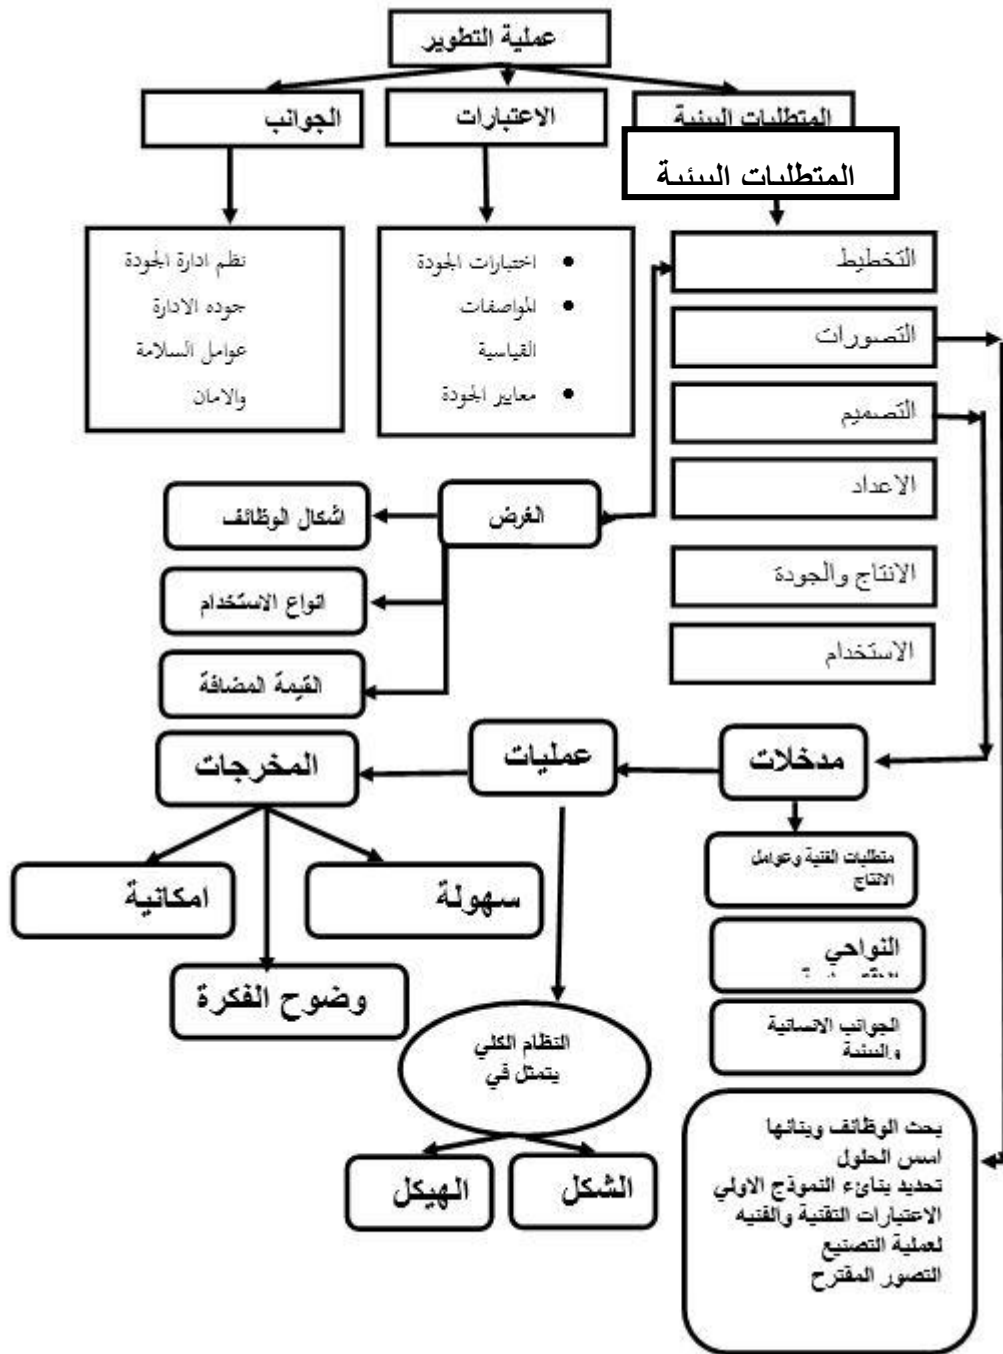 عملية التطوير
المتطلبات البيئية
الاعتبارات
الجوانب
المتطلبات البيئية
التخطيط
التصورات
التصميم
الاعداد
الانتاج والجودة
الاستخدام
• اختبارات الجودة
• المواصفات
القياسية
• معايير الجودة
نظم ادارة الجودة
جوده الادارة
عوامل السلامة
والامان
الغرض
اشكال الوظائف
انواع الاستخدام
القيمة المضافة
مدخلات
عمليات
المخرجات
متطلبات الفنية وعوامل
الانتاج
النواحي
الجوانب الانسانية
والبيئية
سهولة
امكانية
وضوح الفكرة
النظام الكلي
يتمثل في
الشكل
الهيكل
بحث الوظائف وبنائها
اسس الحلول
تحديد بنائء النموذج الاولي
الاعتبارات التقنية والفنيه
لعملية التصنيع
التصور المقترح